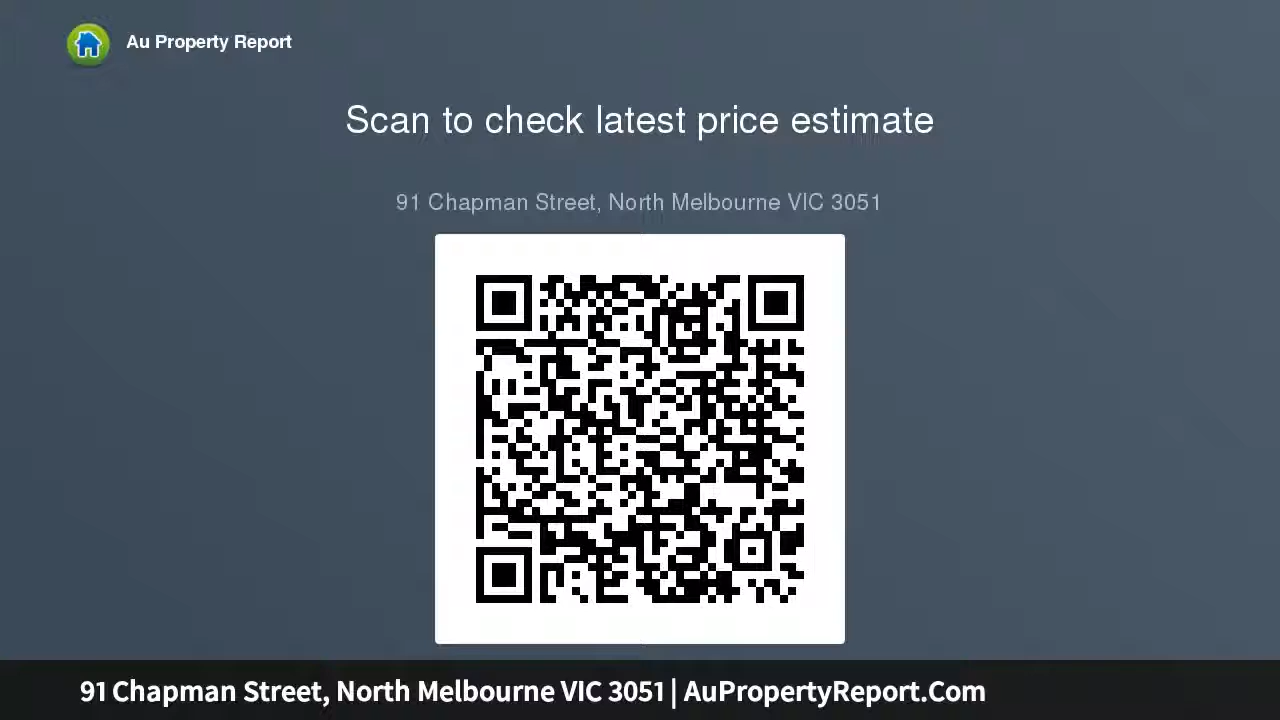 Au Property Report
Scan to check latest price estimate
91 Chapman Street, North Melbourne VIC 3051
91 Chapman Street, North Melbourne VIC 3051 | AuPropertyReport.Com